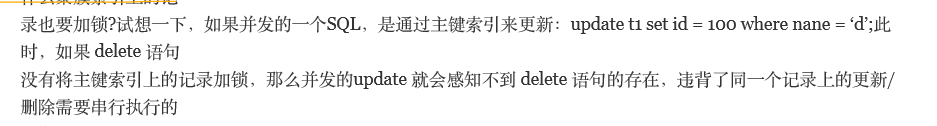 录也要加锁?试想一下，如果并发的一个SQL，是通过主键索引来更新：update t1 set id = 100 where nane = ‘d’;此
时，如果 delete 语句
没有将主键索引上的记录加锁，那么并发的update 就会感知不到 delete 语句的存在，违背了同一个记录上的更新/
删除需要串行执行的